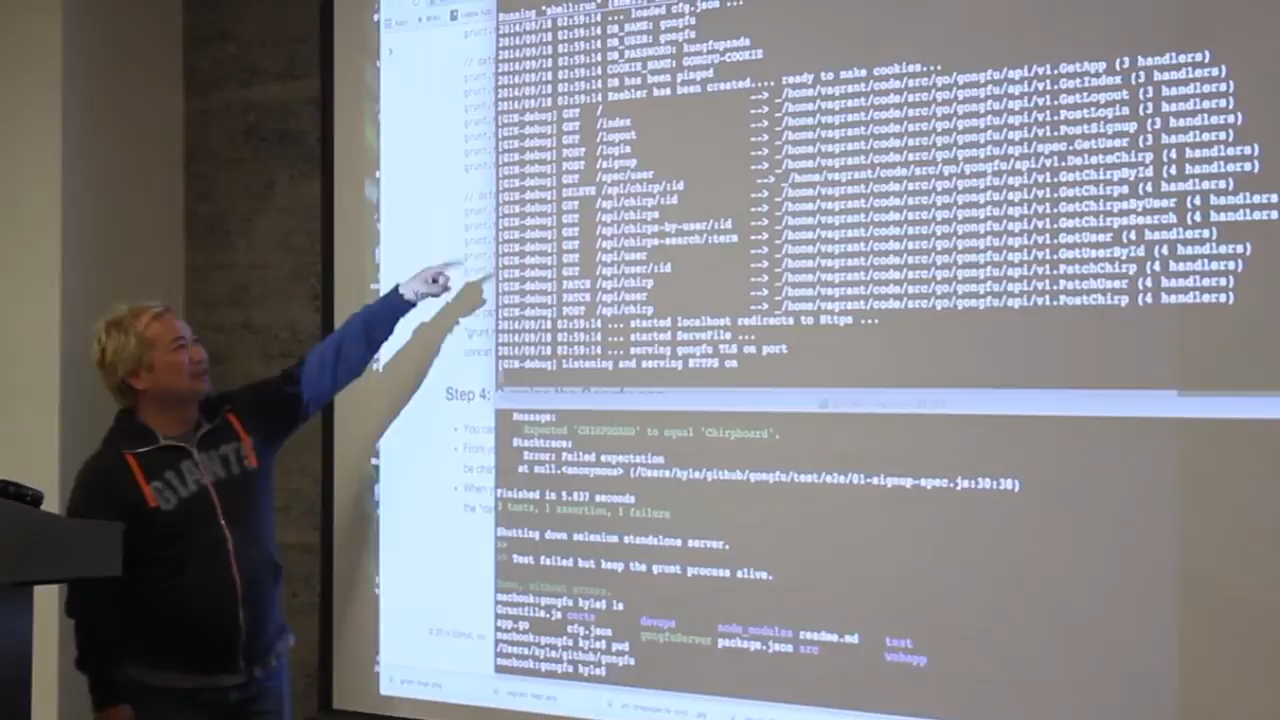 Running "shell:run" (shell)
2014/09/18 02:59:14 ... loaded cfg.json ...
2014/09/18 02:59:14 DB_NAME: gongfu
2014/09/18 02:59:14 DB_USER: gongfu
2014/09/18 02:59:14 DB_PASSWORD: kungfupanda
2014/09/18 02:59:14 COOKIE_NAME: GONGFU-COOKIE
2014/09/18 02:59:14 DB has been pinged
2014/09/18 02:59:14 Enabler has been created.... ready to make cookies...
[GIN-debug] GET / --> _/home/vagrant/code/src/go/gongfu/api/v1.GetApp (3 handlers)
[GIN-debug] GET /index --> _/home/vagrant/code/src/go/gongfu/api/v1.GetIndex (3 handlers)
[GIN-debug] GET /logout --> _/home/vagrant/code/src/go/gongfu/api/v1.GetLogout (3 handlers)
[GIN-debug] POST /login --> _/home/vagrant/code/src/go/gongfu/api/v1.PostLogin (3 handlers)
[GIN-debug] POST /signup --> _/home/vagrant/code/src/go/gongfu/api/v1.PostSignup (3 handlers)
[GIN-debug] GET /spec/user --> _/home/vagrant/code/src/go/gongfu/api/spec.GetUser (3 handlers)
[GIN-debug] DELETE /api/chirp/:id --> _/home/vagrant/code/src/go/gongfu/api/v1.DeleteChirp (4 handlers)
[GIN-debug] GET /api/chirp/:id --> _/home/vagrant/code/src/go/gongfu/api/v1.GetChirpById (4 handlers)
[GIN-debug] GET /api/chirps --> _/home/vagrant/code/src/go/gongfu/api/v1.GetChirps (4 handlers)
[GIN-debug] GET /api/chirps-by-user/:id --> _/home/vagrant/code/src/go/gongfu/api/v1.GetChirpsByUser (4 handlers
[GIN-debug] GET /api/chirps-search/:term --> _/home/vagrant/code/src/go/gongfu/api/v1.GetChirpsSearch (4 handlers
[GIN-debug] GET /api/user --> _/home/vagrant/code/src/go/gongfu/api/v1.GetUser (4 handlers)
[GIN-debug] GET /api/user/:id --> _/home/vagrant/code/src/go/gongfu/api/v1.GetUserById (4 handlers)
[GIN-debug] PATCH /api/chirp --> _/home/vagrant/code/src/go/gongfu/api/v1.PatchChirp (4 handlers)
[GIN-debug] PATCH /api/user --> _/home/vagrant/code/src/go/gongfu/api/v1.PatchUser (4 handlers)
[GIN-debug] POST /api/chirp --> _/home/vagrant/code/src/go/gongfu/api/v1.PostChirp (4 handlers)
2014/09/18 02:59:14 ... started localhost redirects to Https ...
2014/09/18 02:59:14 ... started ServeFile ...
2014/09/18 02:59:14 ... serving gongfu TLS on port
[GIN-debug] Listening and serving HTTPS on
Step 4:
You can
From yo
be chan
When y
the "da
Message:
Expected 'CHIRPBOARD' to equal 'Chirpboard'.
Stacktrace:
Error: Failed expectation
at null.<anonymous> (/Users/kyle/github/gongfu/test/e2e/01-signup-spec.js:30:38)
Finished in 5.837 seconds
1 assertion, 1 failure
Shutting down selenium standalone server.
>>
>> Test failed but keep the grunt process alive.
Done, without errors.
macbook:gongfu kyle$ ls
Gruntfile.js certs devops node_modules readme.md test
app.go cfg.json gongfuServer package.json src webapp
macbook:gongfu kyle$ pwd
/Users/kyle/github/gongfu
macbook:gongfu kyle$
GIANTS